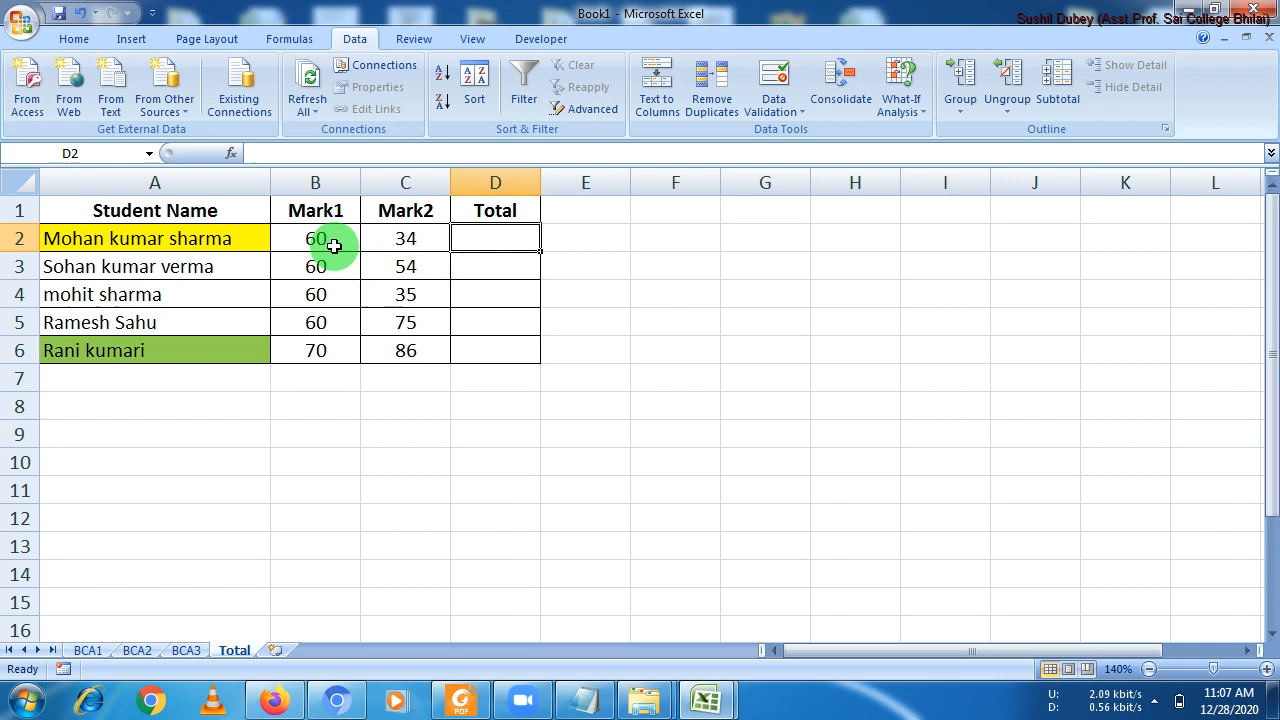 Book1 - Microsoft Excel
Sushil Dubey (Asst.Prof. Sai College Bhilai)
Home Insert Page Layout Formulas Data Review View Developer
From Access
From Web
From Text
From Other Sources
Existing Connections
Get External Data
Refresh All
Connections
Properties
Edit Links
Connections
Sort
Filter
Clear
Reapply
Advanced
Sort & Filter
Text to Columns
Remove Duplicates
Data Validation
Consolidate
What-If Analysis
Data Tools
Group
Ungroup
Subtotal
Show Detail
Hide Detail
Outline
D2 fx
A B C D E F G H I J K L
1 Student Name Mark1 Mark2 Total
2 Mohan kumar sharma 60 34
3 Sohan kumar verma 60 54
4 mohit sharma 60 35
5 Ramesh Sahu 60 75
6 Rani kumari 70 86
7
8
9
10
11
12
13
14
15
16
BCA1 BCA2 BCA3 Total
Ready 140%
PDF
U: 2.09 kbit/s
D: 0.56 kbit/s
11:07 AM
12/28/2020